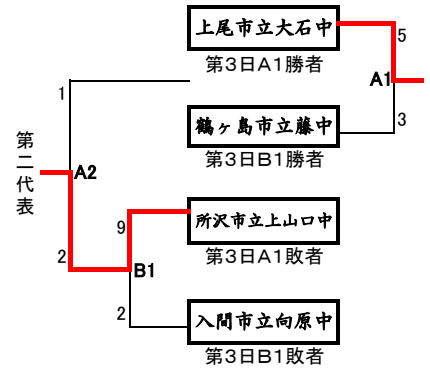 上尾市立大石中
5
第3日A1勝者
A1
1
鶴ヶ島市立藤中
3
第3日B1勝者
第二代表
A2
所沢市立上山口中
9
第3日A1敗者
2
B1
入間市立向原中
2
第3日B1敗者